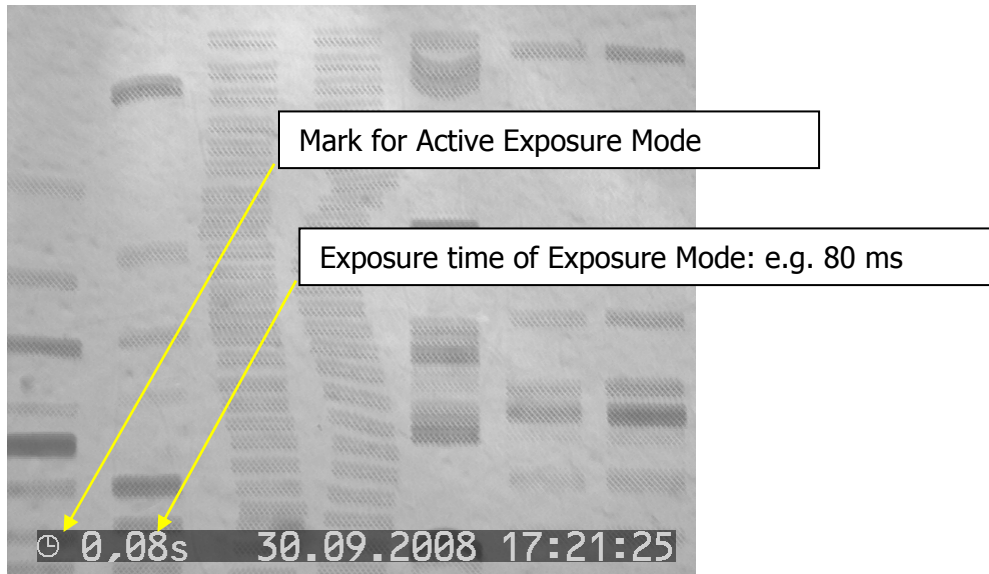 Mark for Active Exposure Mode
Exposure time of Exposure Mode: e.g. 80 ms
0,08s 30.09.2008 17:21:25